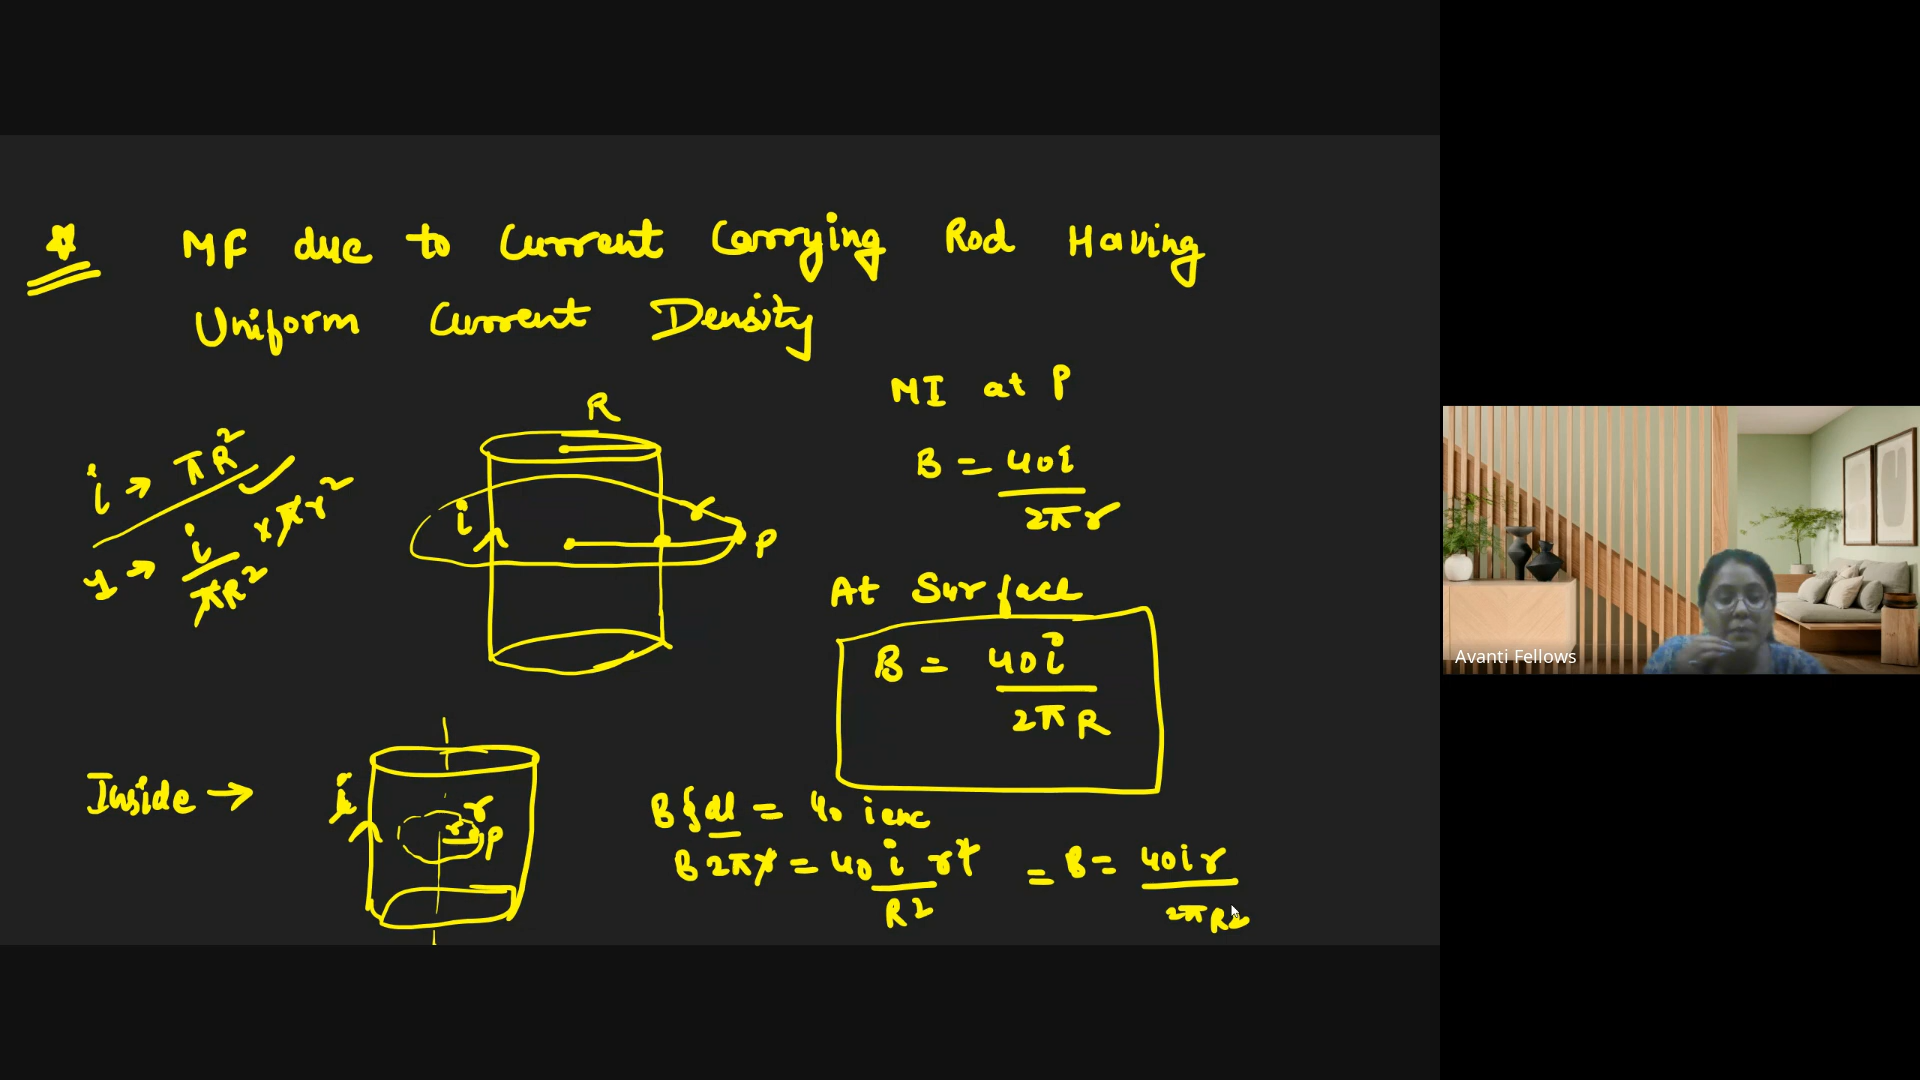 MF due to Current Carrying Rod Having
Uniform Current Density
R
i → πR²
1 → i/πR² × πr²
i
r
P
MI at P
B = μ0i / 2πr
At Surface
B = μ0i / 2πR
Inside →
i
r
P
B∮dl = μ0 ienc
B 2πr = μ0 i r² / R²
= B = μ0ir / 2πR²
Avanti Fellows